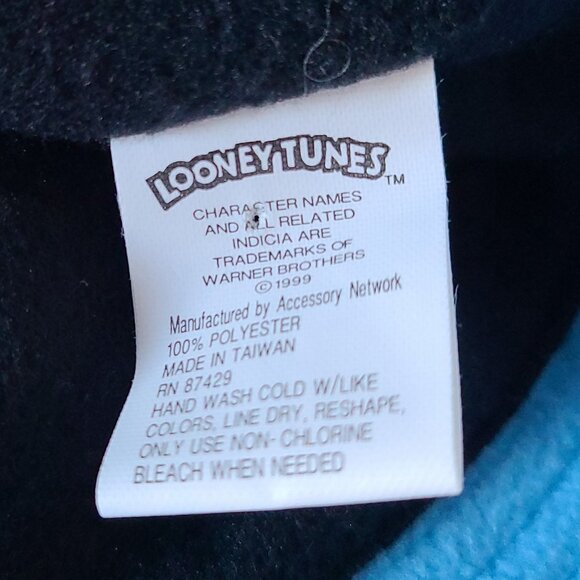 LOONEY TUNES TM
CHARACTER NAMES
AND ALL RELATED
INDICIA ARE
TRADEMARKS OF
WARNER BROTHERS
©1999
Manufactured by Accessory Network
100% POLYESTER
MADE IN TAIWAN
RN 87429
HAND WASH COLD W/LIKE
COLORS, LINE DRY, RESHAPE,
ONLY USE NON- CHLORINE
BLEACH WHEN NEEDED